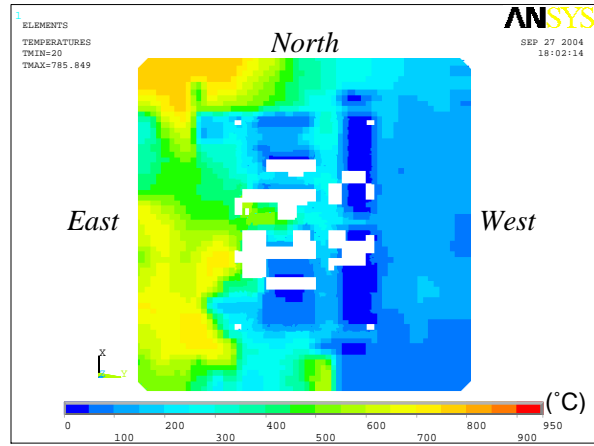 1
ELEMENTS
TEMPERATURES
TMIN=20
TMAX=785.849
North
ANSYS
SEP 27 2004
18:02:14
East
West
X
Z Y
(°C)
0 200 400 600 800 950
100 300 500 700 900